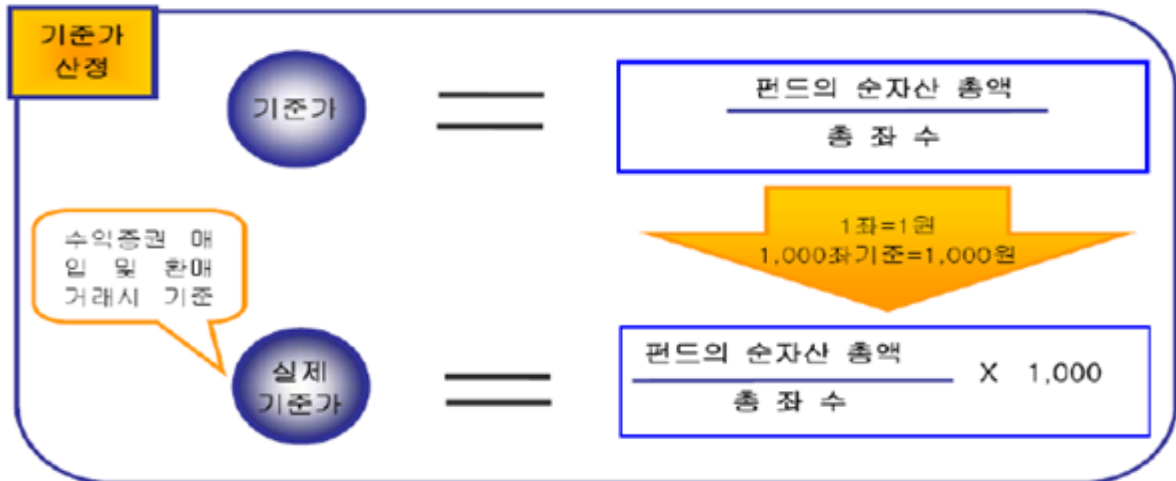 기준가
산정
기준가
펀드의 순자산 총액
총 좌 수
1좌=1원
1,000좌기준=1,000원
수익증권 매
입 및 환매
거래시 기준
실제
기준가
펀드의 순자산 총액
총 좌 수
X 1,000